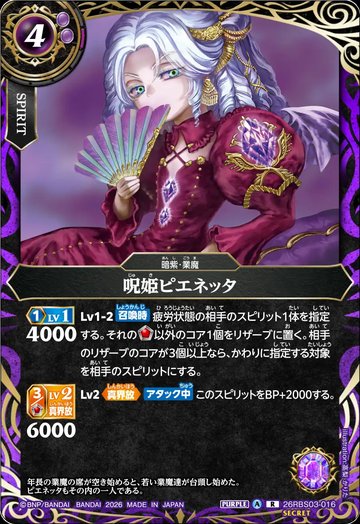 4
SPIRIT
暗紫・業魔
呪姫ピエネッタ
1 LV1 4000
Lv1-2 召喚時 疲労状態の相手のスピリット1体を指定
する。それの以外のコア1個をリザーブに置く。相手
のリザーブのコアが3個以上なら、かわりに指定する対象
を相手のスピリットにする。
3 真界放 LV2 6000
Lv2 真界放 アタック中 このスピリットをBP+2000する。
年長の業魔の席が空き始めると、若い業魔達が台頭し始めた。
ピエネッタもその内の一人である。
©BNP/BANDAI BANDAI 2026 MADE IN JAPAN
PURPLE A R 26RBS03-016
SECRET